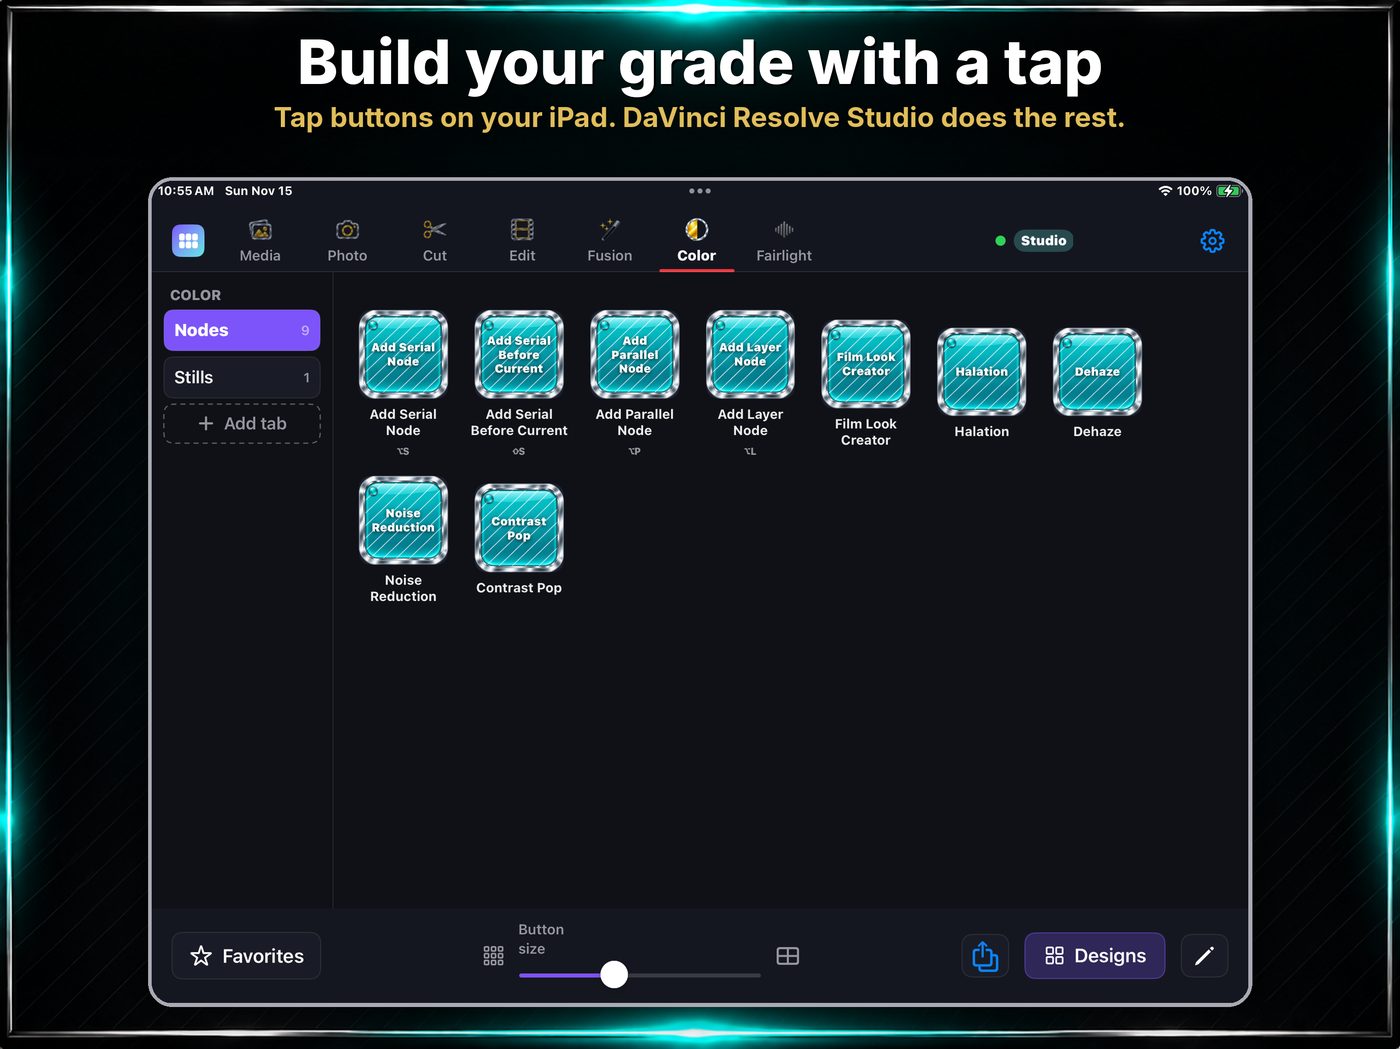 Build your grade with a tap
Tap buttons on your iPad. DaVinci Resolve Studio does the rest.
10:55 AM Sun Nov 15
100%
Media
Photo
Cut
Edit
Fusion
Color
Fairlight
Studio
COLOR
Nodes 9
Stills 1
+ Add tab
Add Serial
Node
Add Serial
Node
⌥S
Add Serial
Before
Current
Add Serial
Before Current
⇧S
Add
Parallel
Node
Add Parallel
Node
⌥P
Add Layer
Node
Add Layer
Node
⌥L
Film Look
Creator
Film Look
Creator
Halation
Halation
Dehaze
Dehaze
Noise
Reduction
Noise
Reduction
Contrast
Pop
Contrast Pop
Favorites
Button
size
Designs